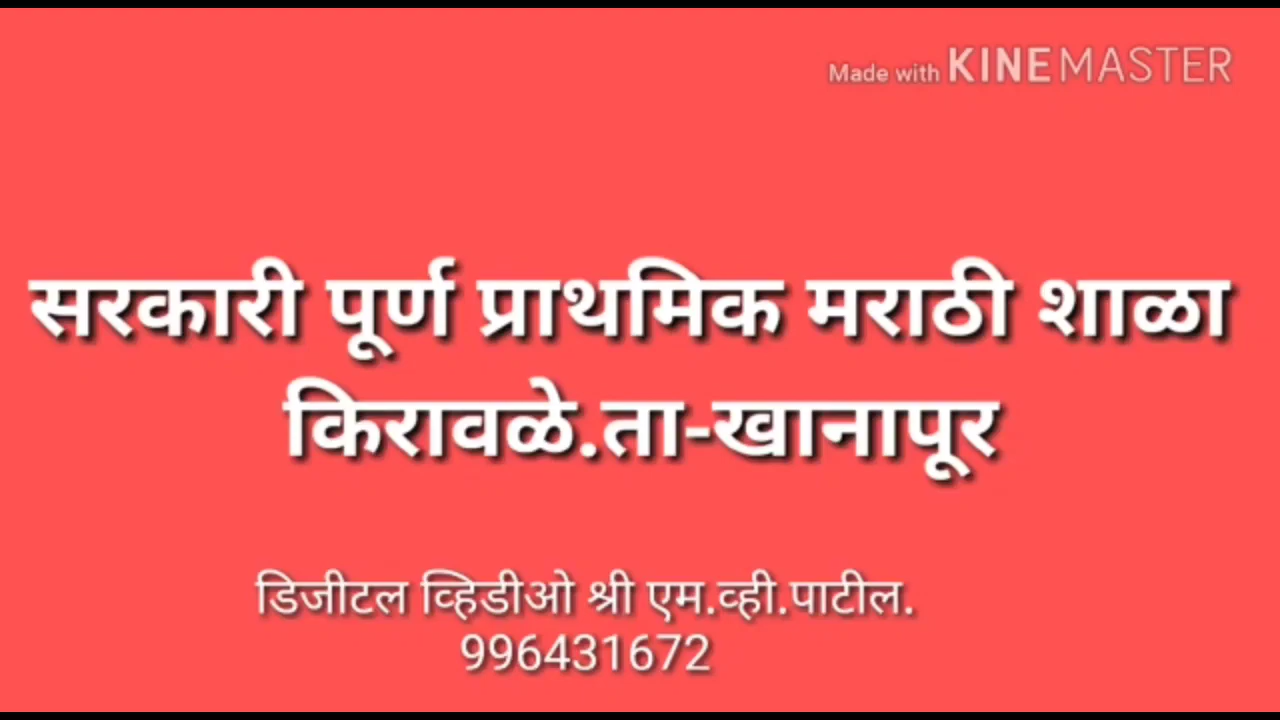 Made with KINEMASTER
सरकारी पूर्ण प्राथमिक मराठी शाळा
किरावळे.ता-खानापूर
डिजीटल व्हिडीओ श्री एम.व्ही.पाटील.
996431672